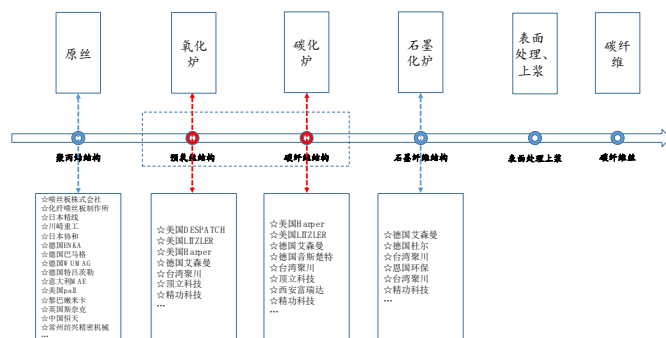 原丝
氧化
炉
碳化
炉
石墨
化炉
表面
处理、
上浆
碳纤
维
聚丙烯结构
预氧丝结构
碳纤维结构
石墨纤维结构
表面处理上浆
碳纤维丝
☆喷丝板株式会社
☆化纤喷丝板制作所
☆日本精线
☆川崎重工
☆日本协和
☆德国ENKA
☆德国巴马格
☆德国WUMAG
☆德国特吕茨勒
☆意大利MAE
☆美国pall
☆黎巴嫩米卡
☆英国斯奈克
☆中国恒天
☆常州纺兴精密机械
…
☆美国DESPATCH
☆美国LITZLER
☆美国Harper
☆德国艾森曼
☆台湾聚川
☆顶立科技
☆精功科技
…
☆美国Harper
☆美国LITZLER
☆德国艾森曼
☆德国音斯楚特
☆台湾聚川
☆顶立科技
☆西安富瑞达
☆精功科技
…
☆德国艾森曼
☆德国杜尔
☆台湾聚川
☆恩国环保
☆台湾聚川
☆精功科技
…